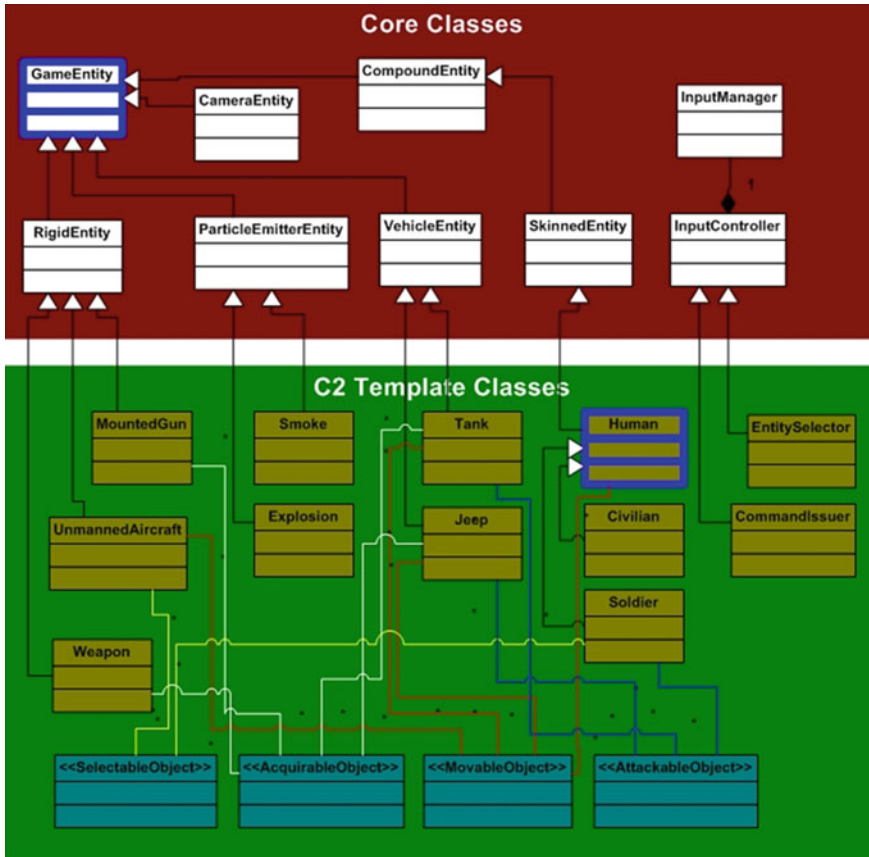 Core Classes
GameEntity
CompoundEntity
CameraEntity
InputManager
1
RigidEntity
ParticleEmitterEntity
VehicleEntity
SkinnedEntity
InputController
C2 Template Classes
MountedGun
Smoke
Tank
Human
EntitySelector
UnmannedAircraft
Explosion
Jeep
Civilian
CommandIssuer
Soldier
Weapon
<<SelectableObject>>
<<AcquirableObject>>
<<MovableObject>>
<<AttackableObject>>